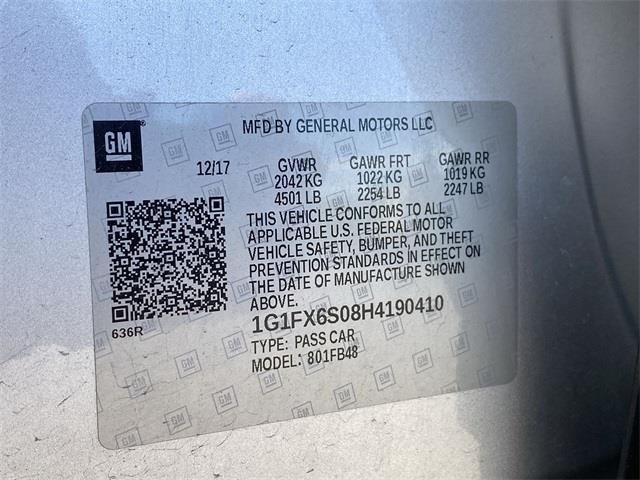 GM
MFD BY GENERAL MOTORS LLC
12/17 GVWR GAWR FRT GAWR RR
2042 KG 1022 KG 1019 KG
4501 LB 2254 LB 2247 LB
THIS VEHICLE CONFORMS TO ALL
APPLICABLE U.S. FEDERAL MOTOR
VEHICLE SAFETY, BUMPER, AND THEFT
PREVENTION STANDARDS IN EFFECT ON
THE DATE OF MANUFACTURE SHOWN
ABOVE.
636R
1G1FX6S08H4190410
TYPE: PASS CAR
MODEL: 801FB48